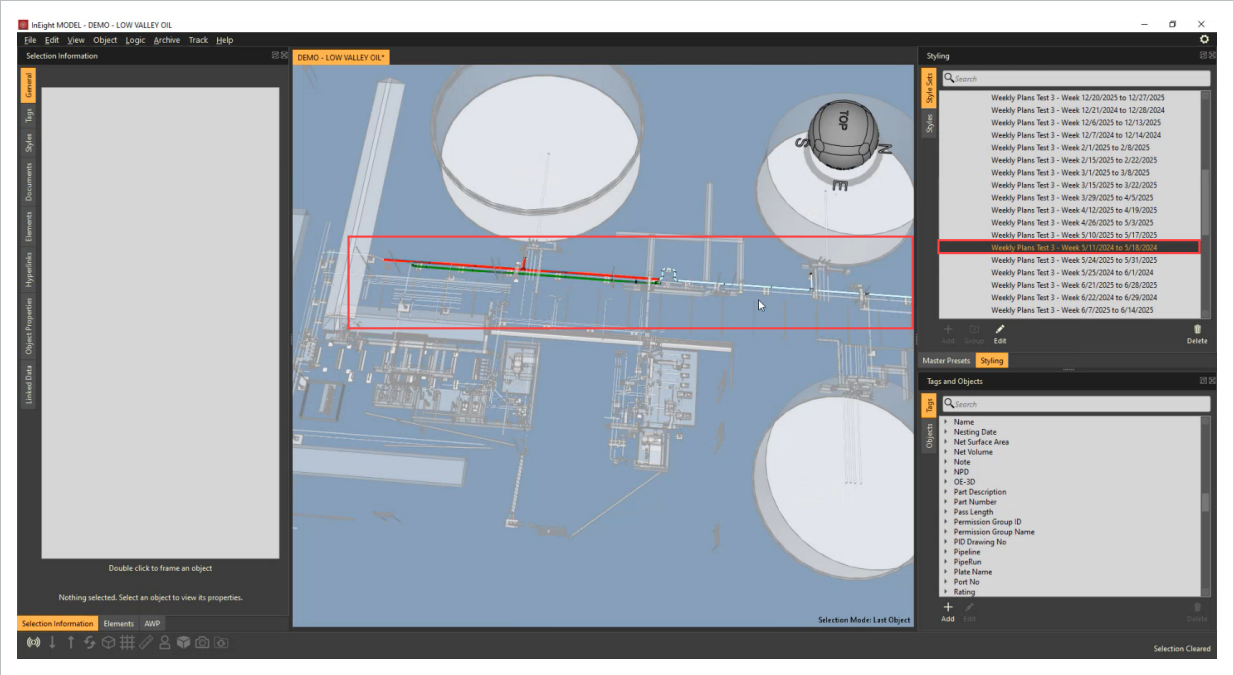 InEight MODEL - DEMO - LOW VALLEY OIL
File Edit View Object Logic Archive Track Help
Selection Information
General
Tags
Styles
Documents
Elements
Hyperlinks
Object Properties
Linked Data
Double click to frame an object
Nothing selected. Select an object to view its properties.
Selection Information Elements AWP
DEMO - LOW VALLEY OIL*
TOP
S
N
E
Selection Mode: Last Object
Styling
Style Sets
Styles
Search
Weekly Plans Test 3 - Week 12/20/2025 to 12/27/2025
Weekly Plans Test 3 - Week 12/21/2024 to 12/28/2024
Weekly Plans Test 3 - Week 12/6/2025 to 12/13/2025
Weekly Plans Test 3 - Week 12/7/2024 to 12/14/2024
Weekly Plans Test 3 - Week 2/1/2025 to 2/8/2025
Weekly Plans Test 3 - Week 2/15/2025 to 2/22/2025
Weekly Plans Test 3 - Week 3/1/2025 to 3/8/2025
Weekly Plans Test 3 - Week 3/15/2025 to 3/22/2025
Weekly Plans Test 3 - Week 3/29/2025 to 4/5/2025
Weekly Plans Test 3 - Week 4/12/2025 to 4/19/2025
Weekly Plans Test 3 - Week 4/26/2025 to 5/3/2025
Weekly Plans Test 3 - Week 5/10/2025 to 5/17/2025
Weekly Plans Test 3 - Week 5/11/2024 to 5/18/2024
Weekly Plans Test 3 - Week 5/24/2025 to 5/31/2025
Weekly Plans Test 3 - Week 5/25/2024 to 6/1/2024
Weekly Plans Test 3 - Week 6/21/2025 to 6/28/2025
Weekly Plans Test 3 - Week 6/22/2024 to 6/29/2024
Weekly Plans Test 3 - Week 6/7/2025 to 6/14/2025
Add Group Edit Delete
Master Presets Styling
Tags and Objects
Tags
Objects
Search
Name
Nesting Date
Net Surface Area
Net Volume
Note
NPD
OE-3D
Part Description
Part Number
Pass Length
Permission Group ID
Permission Group Name
PID Drawing No
Pipeline
PipeRun
Plate Name
Port No
Rating
Add Edit Delete
Selection Cleared